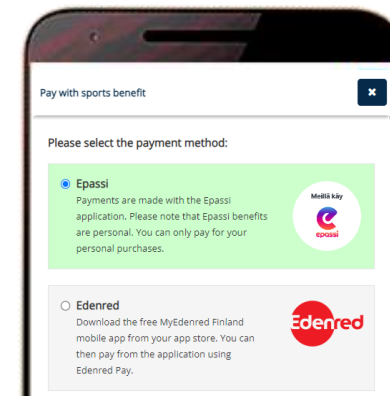 Pay with sports benefit
Please select the payment method:
Epassi
Payments are made with the Epassi
application. Please note that Epassi benefits
are personal. You can only pay for your
personal purchases.
Meillä käy
epassi
Edenred
Download the free MyEdenred Finland
mobile app from your app store. You can
then pay from the application using
Edenred Pay.
Edenred